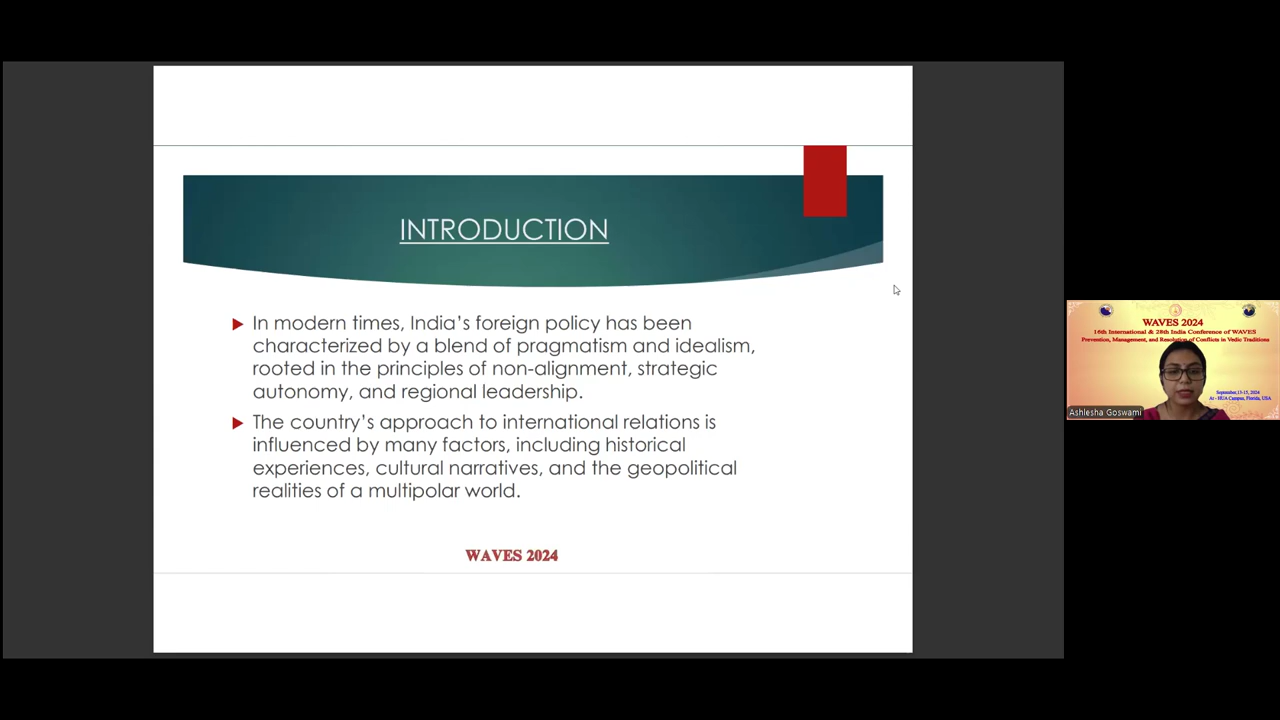 INTRODUCTION
In modern times, India's foreign policy has been
characterized by a blend of pragmatism and idealism,
rooted in the principles of non-alignment, strategic
autonomy, and regional leadership.
The country's approach to international relations is
influenced by many factors, including historical
experiences, cultural narratives, and the geopolitical
realities of a multipolar world.
WAVES 2024
WAVES 2024
16th International & 28th India Conference of WAVES
Prevention, Management, and Resolution of Conflicts in Vedic Traditions
September,13-15, 2024
At - HUA Campus, Florida, USA
Ashlesha Goswami